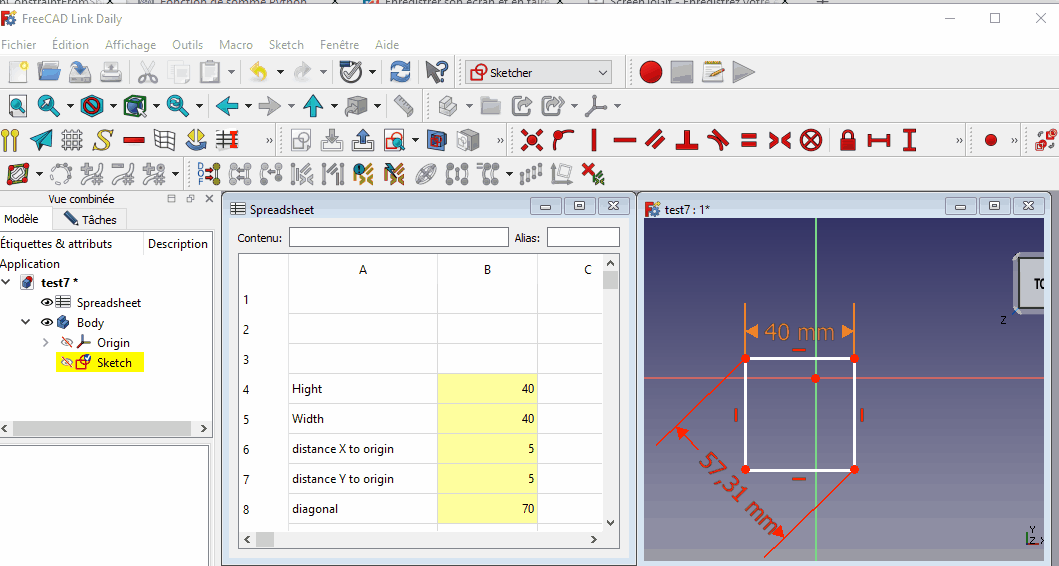 FreeCAD Link Daily
Fichier Édition Affichage Outils Macro Sketch Fenêtre Aide
Sketcher
Vue combinée
Modèle Tâches
Étiquettes & attributs Description
Application
test7 *
Spreadsheet
Body
Origin
Sketch
Spreadsheet
Contenu: Alias:
A B C
1
2
3
4 Hight 40
5 Width 40
6 distance X to origin 5
7 distance Y to origin 5
8 diagonal 70
test7 : 1*
TO
Z
40 mm
57,31 mm
Y
Z X